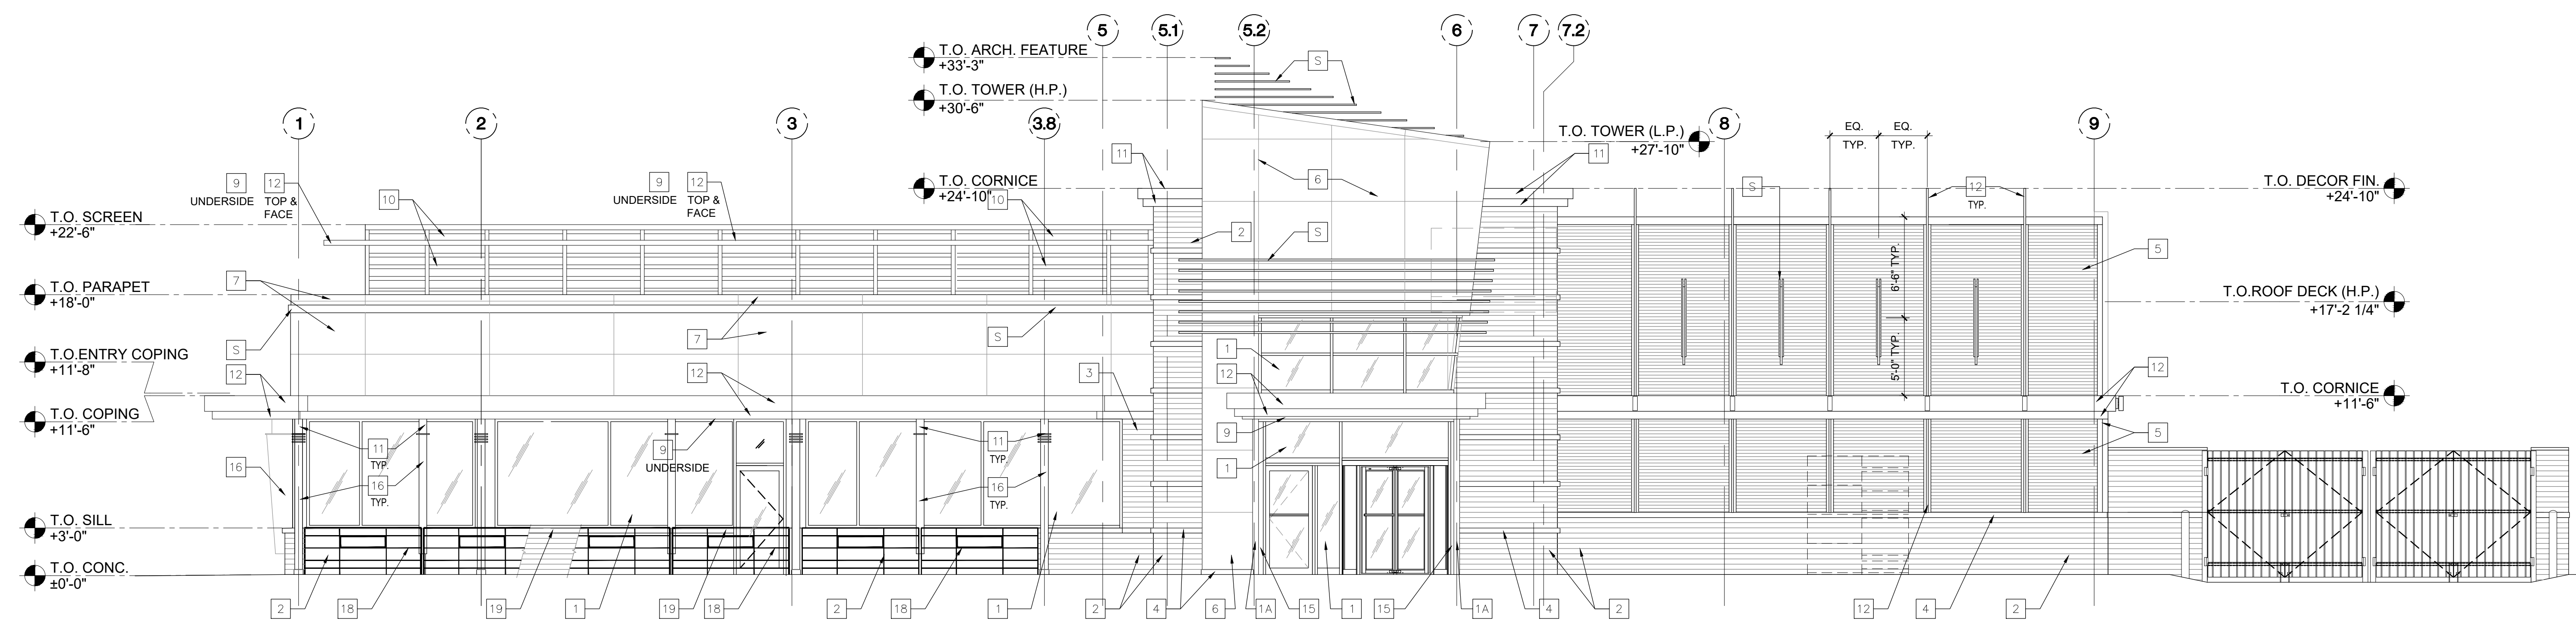 5
5.1
5.2
6
7
7.2
T.O. ARCH. FEATURE
+33'-3"
S
T.O. TOWER (H.P.)
+30'-6"
1
2
3
3.8
8
9
T.O. TOWER (L.P.)
+27'-10"
EQ.
TYP.
EQ.
TYP.
11
11
9
UNDERSIDE
12
TOP &
FACE
9
UNDERSIDE
12
TOP &
FACE
T.O. CORNICE
+24'-10"
6
S
12
TYP.
T.O. DECOR FIN.
+24'-10"
10
10
T.O. SCREEN
+22'-6"
2
S
5
6'-6" TYP.
7
T.O. PARAPET
+18'-0"
T.O.ROOF DECK (H.P.)
+17'-2 1/4"
S
7
S
T.O.ENTRY COPING
+11'-8"
1
5'-0" TYP.
12
12
3
12
12
T.O. CORNICE
+11'-6"
T.O. COPING
+11'-6"
9
5
11
TYP.
9
UNDERSIDE
11
TYP.
16
1
16
TYP.
16
TYP.
T.O. SILL
+3'-0"
T.O. CONC.
±0'-0"
2
18
19
1
19
18
2
18
1
2
4
6
1A
15
1
15
1A
4
2
12
4
2